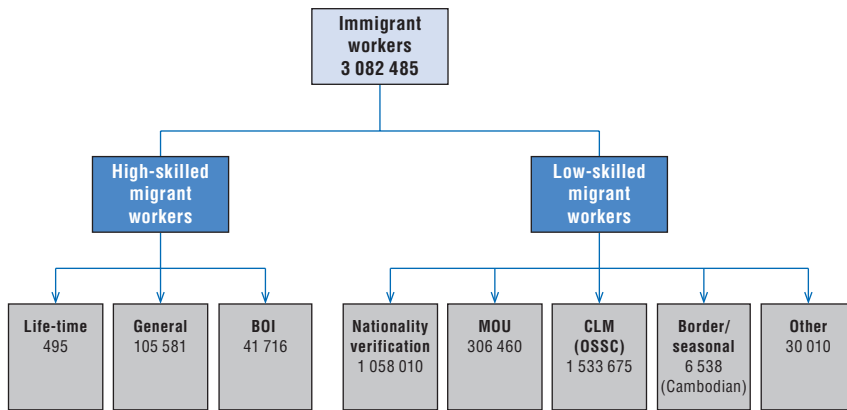 Immigrant
workers
3 082 485
High-skilled
migrant
workers
Low-skilled
migrant
workers
Life-time
495
General
105 581
BOI
41 716
Nationality
verification
1 058 010
MOU
306 460
CLM
(OSSC)
1 533 675
Border/
seasonal
6 538
(Cambodian)
Other
30 010